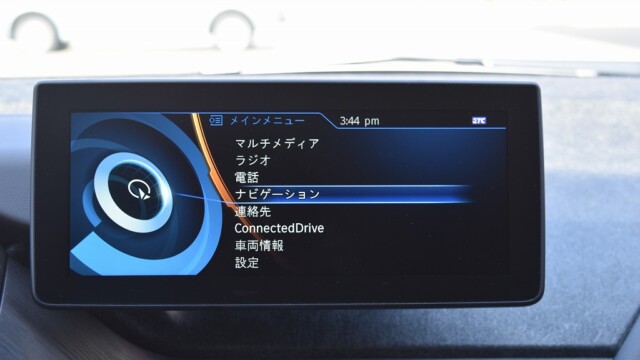 メインメニュー 3:44 pm 27C
マルチメディア
ラジオ
電話
ナビゲーション
連絡先
ConnectedDrive
車両情報
設定